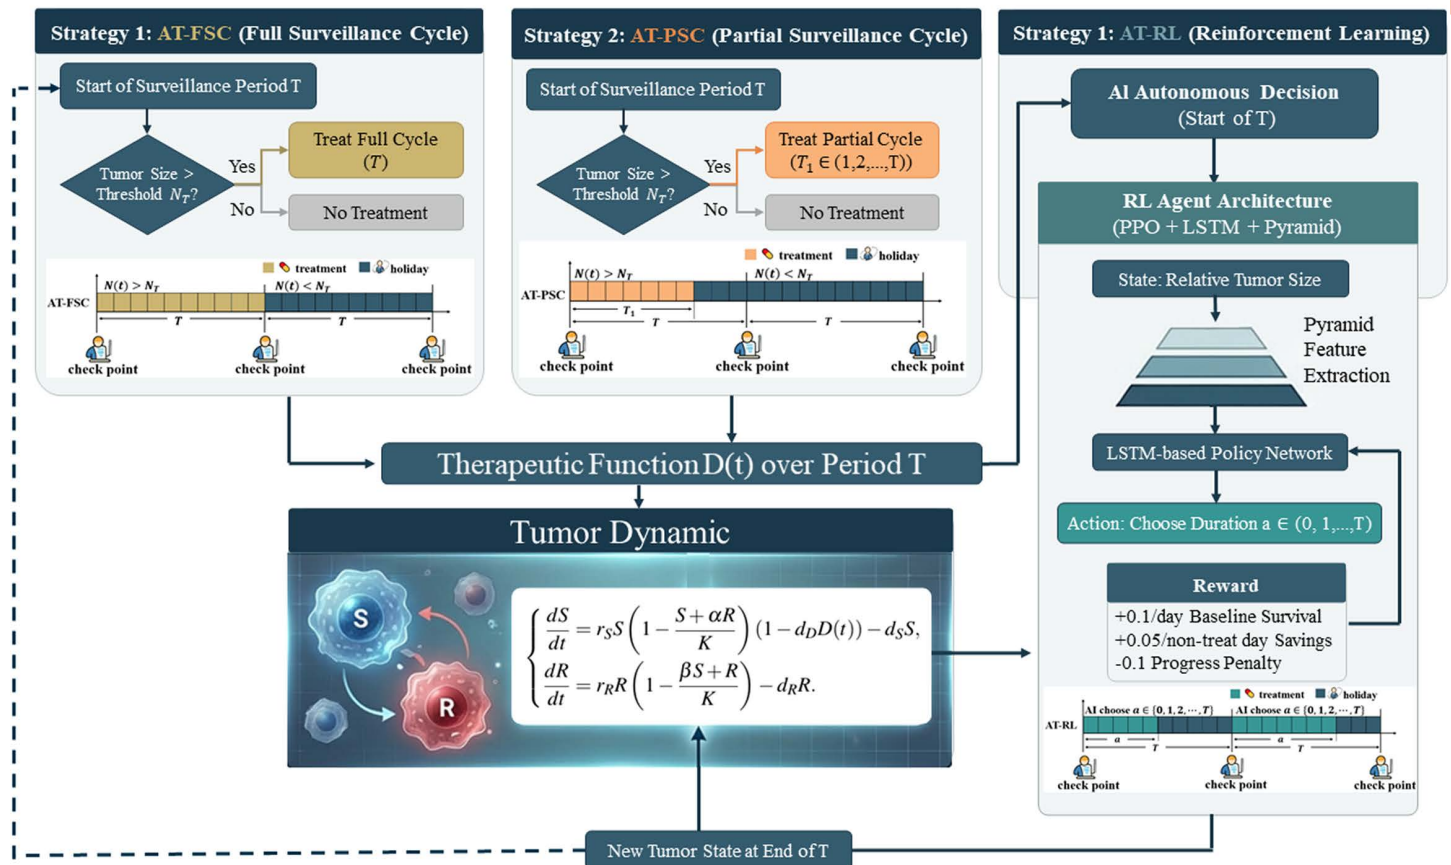 Strategy 1: AT-FSC (Full Surveillance Cycle)
Start of Surveillance Period T
Tumor Size >
Threshold N_T?
Yes
No
Treat Full Cycle
(T)
No Treatment
treatment holiday
N(t) > N_T N(t) < N_T
AT-FSC
T T
check point check point check point
Strategy 2: AT-PSC (Partial Surveillance Cycle)
Start of Surveillance Period T
Tumor Size >
Threshold N_T?
Yes
No
Treat Partial Cycle
(T_1 ∈ (1,2,...,T))
No Treatment
treatment holiday
N(t) > N_T N(t) < N_T
AT-PSC
T_1
T T
check point check point check point
Strategy 1: AT-RL (Reinforcement Learning)
AI Autonomous Decision
(Start of T)
RL Agent Architecture
(PPO + LSTM + Pyramid)
State: Relative Tumor Size
Pyramid
Feature
Extraction
LSTM-based Policy Network
Action: Choose Duration a ∈ (0, 1,...,T)
Reward
+0.1/day Baseline Survival
+0.05/non-treat day Savings
-0.1 Progress Penalty
treatment holiday
AI choose a ∈ {0, 1, 2, ⋯, T} AI choose a ∈ {0, 1, 2, ⋯, T}
AT-RL
a a
T T
check point check point check point
Therapeutic Function D(t) over Period T
Tumor Dynamic
S
R
dS/dt = r_S S (1 − (S + αR)/K) (1 − d_D D(t)) − d_S S,
dR/dt = r_R R (1 − (βS + R)/K) − d_R R.
New Tumor State at End of T